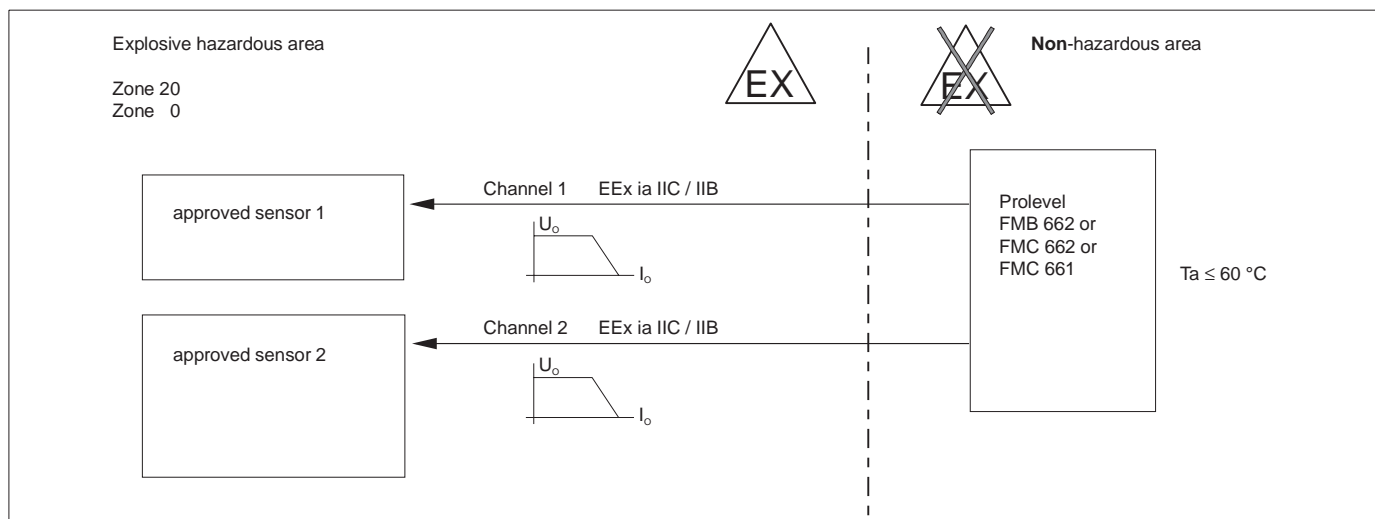 Explosive hazardous area
Zone 20
Zone 0
EX
EX
Non-hazardous area
approved sensor 1
Channel 1 EEx ia IIC / IIB
Uo
Io
Prolevel
FMB 662 or
FMC 662 or
FMC 661
Ta ≤ 60 °C
approved sensor 2
Channel 2 EEx ia IIC / IIB
Uo
Io